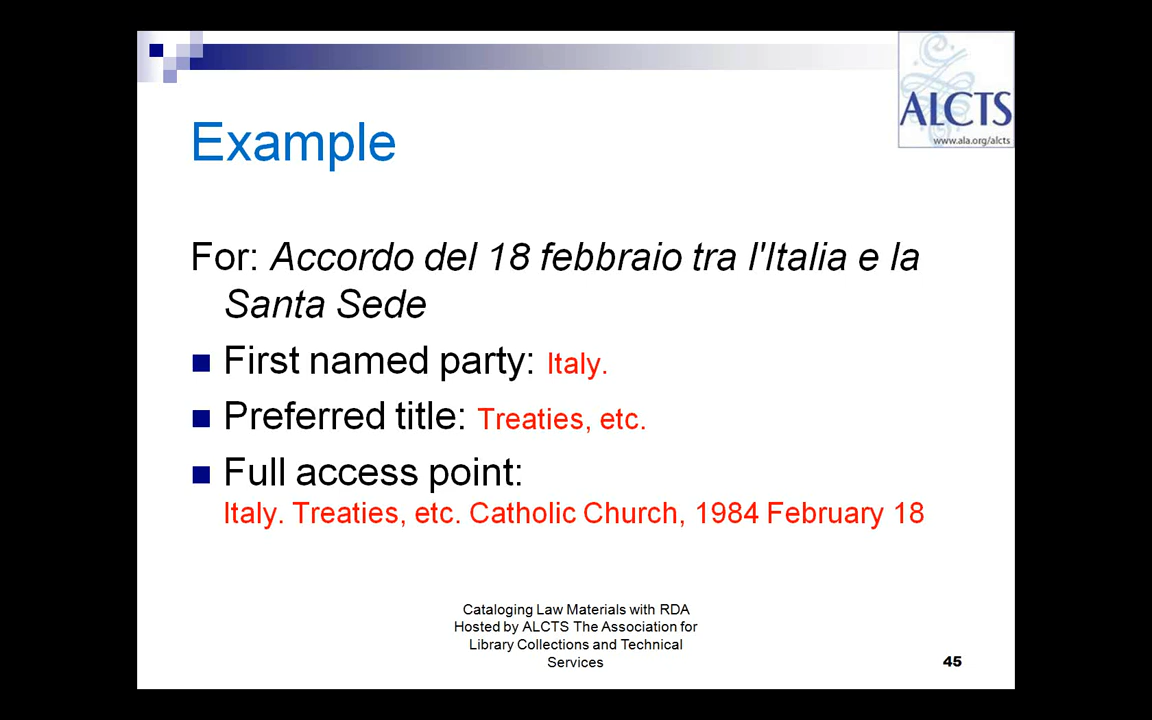 ALCTS
www.ala.org/alcts
Example
For: Accordo del 18 febbraio tra l'Italia e la
Santa Sede
First named party: Italy.
Preferred title: Treaties, etc.
Full access point:
Italy. Treaties, etc. Catholic Church, 1984 February 18
Cataloging Law Materials with RDA
Hosted by ALCTS The Association for
Library Collections and Technical
Services
45